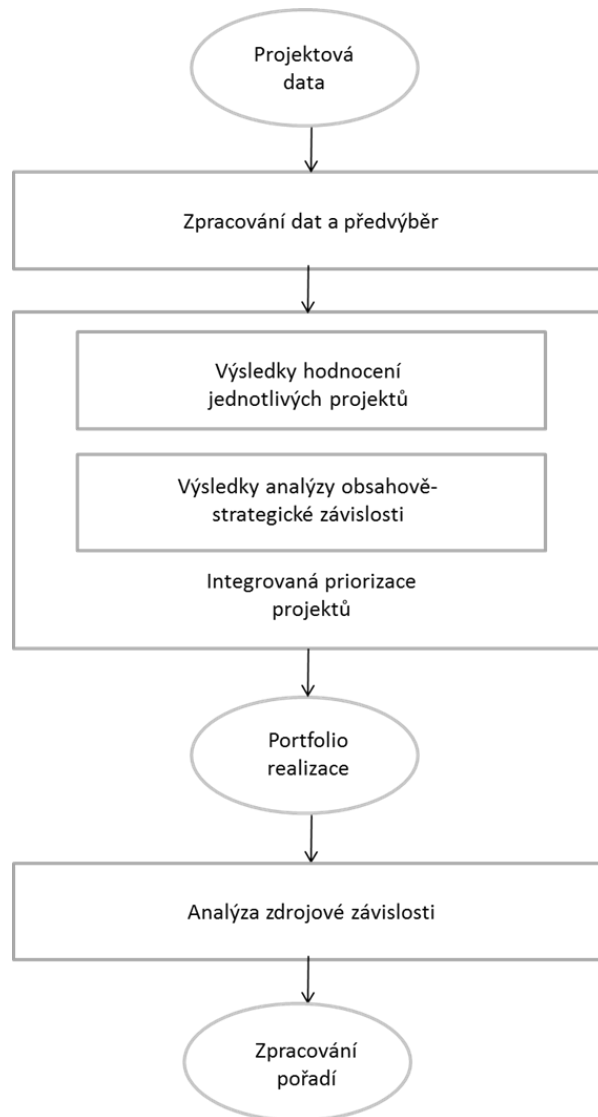 Projektová
data
Zpracování dat a předvýběr
Výsledky hodnocení
jednotlivých projektů
Výsledky analýzy obsahově-
strategické závislosti
Integrovaná priorizace
projektů
Portfolio
realizace
Analýza zdrojové závislosti
Zpracování
pořadí